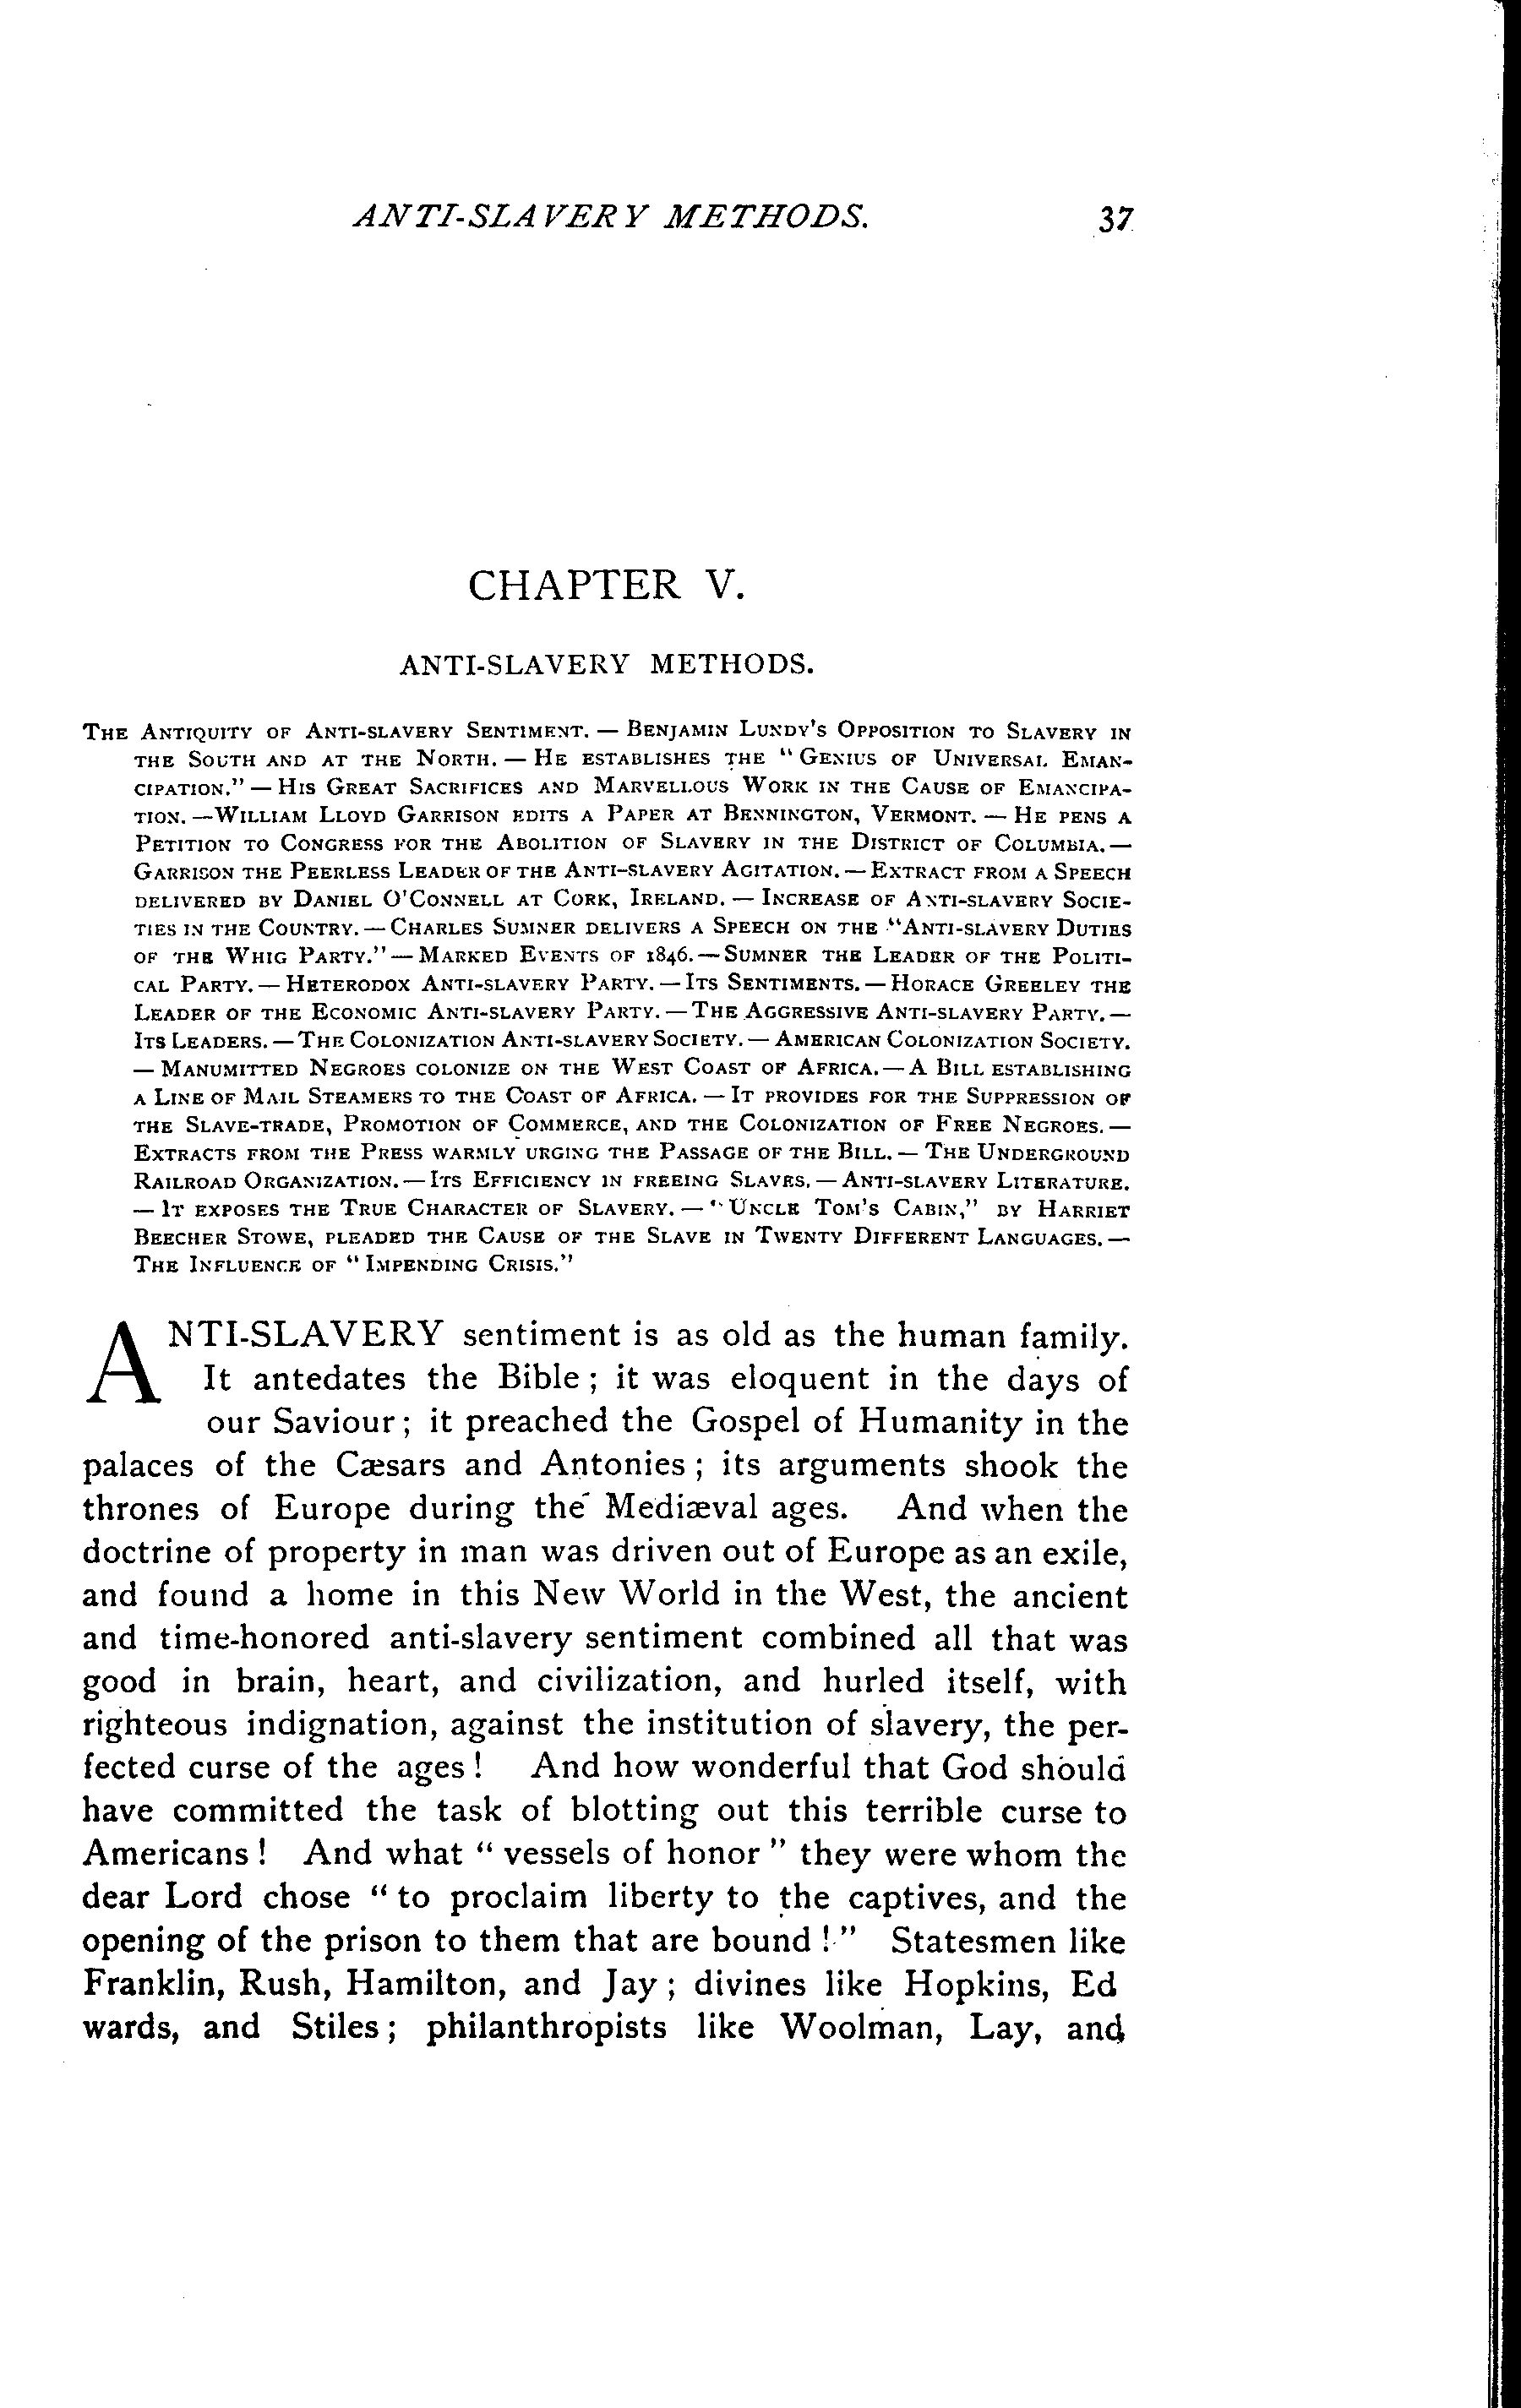 ANTI-SLAVERY METHODS. 37
CHAPTER V.
ANTI-SLAVERY METHODS.
The Antiquity of Anti-slavery Sentiment. — Benjamin Lundy's Opposition to Slavery in
the South and at the North. — He establishes the "Genius of Universal Eman-
cipation." — His Great Sacrifices and Marvellous Work in the Cause of Emancipa-
tion. — William Lloyd Garrison edits a Paper at Bennington, Vermont. — He pens a
Petition to Congress for the Abolition of Slavery in the District of Columbia. —
Garrison the Peerless Leader of the Anti-slavery Agitation. — Extract from a Speech
delivered by Daniel O'Connell at Cork, Ireland. — Increase of Anti-slavery Socie-
ties in the Country. — Charles Sumner delivers a Speech on the "Anti-slavery Duties
of the Whig Party." — Marked Events of 1846. — Sumner the Leader of the Politi-
cal Party. — Heterodox Anti-slavery Party. — Its Sentiments. — Horace Greeley the
Leader of the Economic Anti-slavery Party. — The Aggressive Anti-slavery Party. —
Its Leaders. — The Colonization Anti-slavery Society. — American Colonization Society.
— Manumitted Negroes colonize on the West Coast of Africa. — A Bill establishing
a Line of Mail Steamers to the Coast of Africa. — It provides for the Suppression of
the Slave-trade, Promotion of Commerce, and the Colonization of Free Negroes. —
Extracts from the Press warmly urging the Passage of the Bill. — The Underground
Railroad Organization. — Its Efficiency in freeing Slaves. — Anti-slavery Literature.
— It exposes the True Character of Slavery. — "Uncle Tom's Cabin," by Harriet
Beecher Stowe, pleaded the Cause of the Slave in Twenty Different Languages. —
The Influence of "Impending Crisis."
ANTI-SLAVERY sentiment is as old as the human family.
It antedates the Bible; it was eloquent in the days of
our Saviour; it preached the Gospel of Humanity in the
palaces of the Cæsars and Antonies; its arguments shook the
thrones of Europe during the Mediæval ages. And when the
doctrine of property in man was driven out of Europe as an exile,
and found a home in this New World in the West, the ancient
and time-honored anti-slavery sentiment combined all that was
good in brain, heart, and civilization, and hurled itself, with
righteous indignation, against the institution of slavery, the per-
fected curse of the ages! And how wonderful that God should
have committed the task of blotting out this terrible curse to
Americans! And what "vessels of honor" they were whom the
dear Lord chose "to proclaim liberty to the captives, and the
opening of the prison to them that are bound!" Statesmen like
Franklin, Rush, Hamilton, and Jay; divines like Hopkins, Ed
wards, and Stiles; philanthropists like Woolman, Lay, and